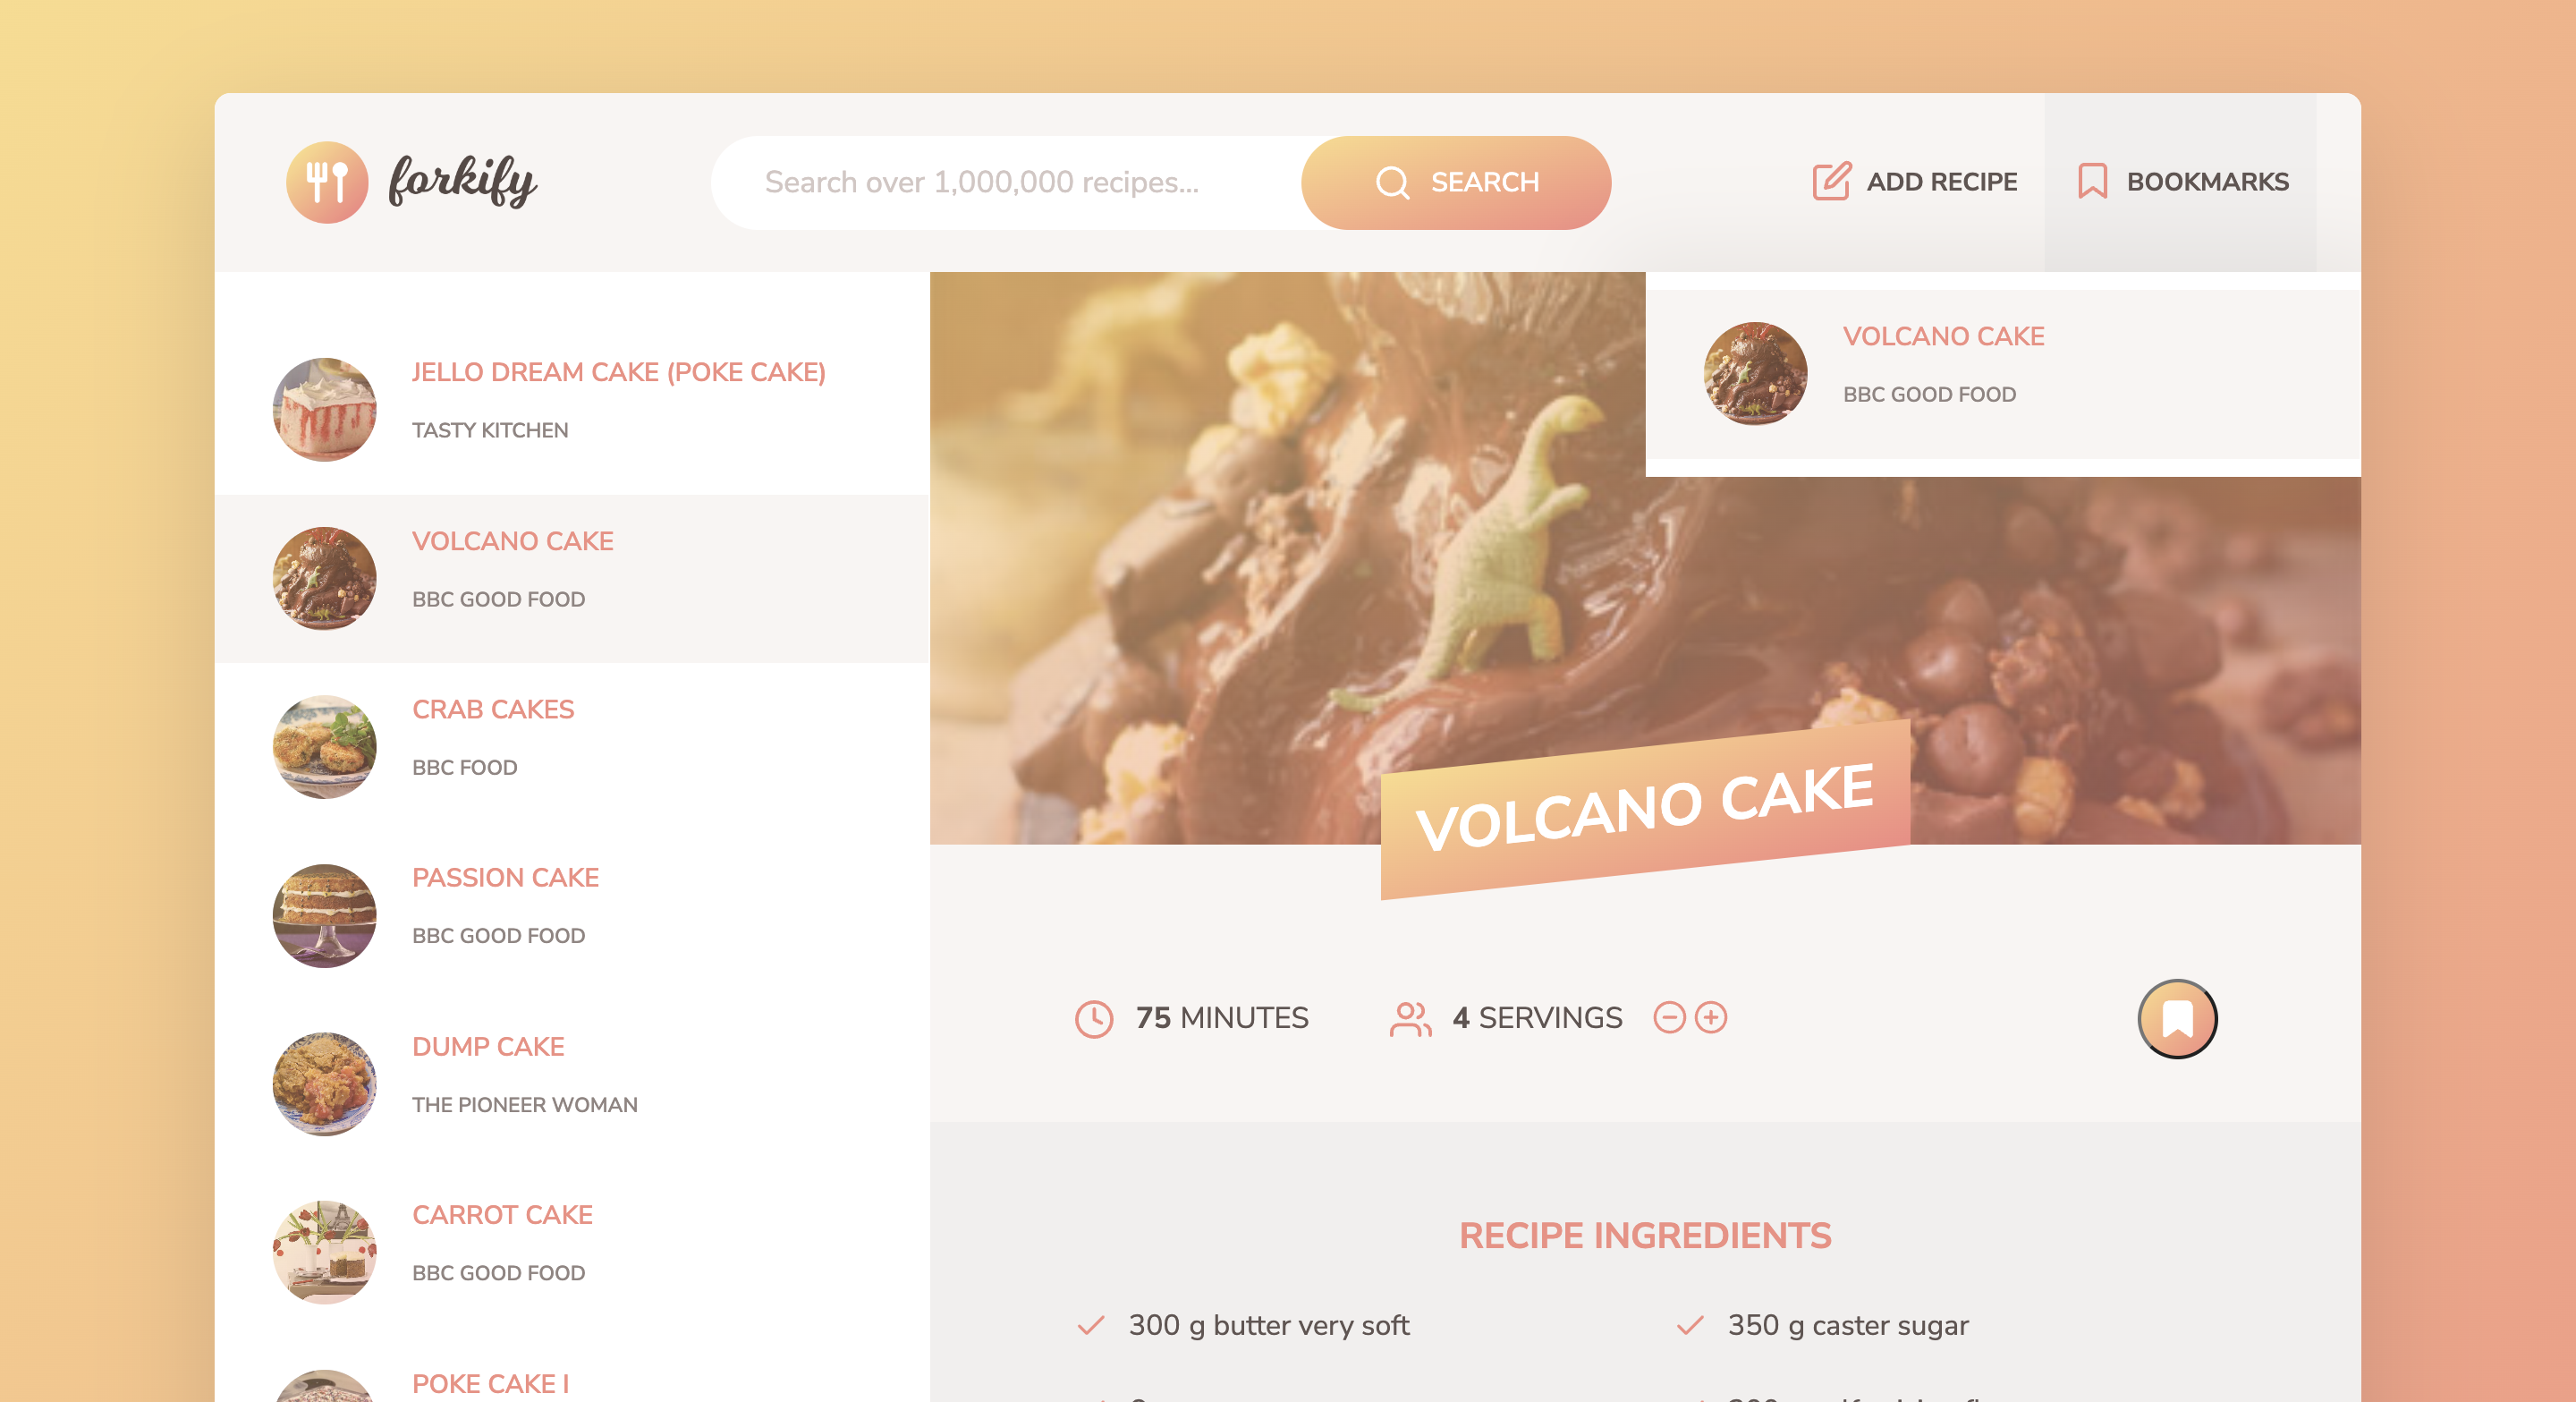 forkify
Search over 1,000,000 recipes...
SEARCH
ADD RECIPE
BOOKMARKS
JELLO DREAM CAKE (POKE CAKE)
TASTY KITCHEN
VOLCANO CAKE
BBC GOOD FOOD
CRAB CAKES
BBC FOOD
PASSION CAKE
BBC GOOD FOOD
DUMP CAKE
THE PIONEER WOMAN
CARROT CAKE
BBC GOOD FOOD
POKE CAKE I
VOLCANO CAKE
BBC GOOD FOOD
VOLCANO CAKE
75 MINUTES
4 SERVINGS
RECIPE INGREDIENTS
300 g butter very soft
350 g caster sugar